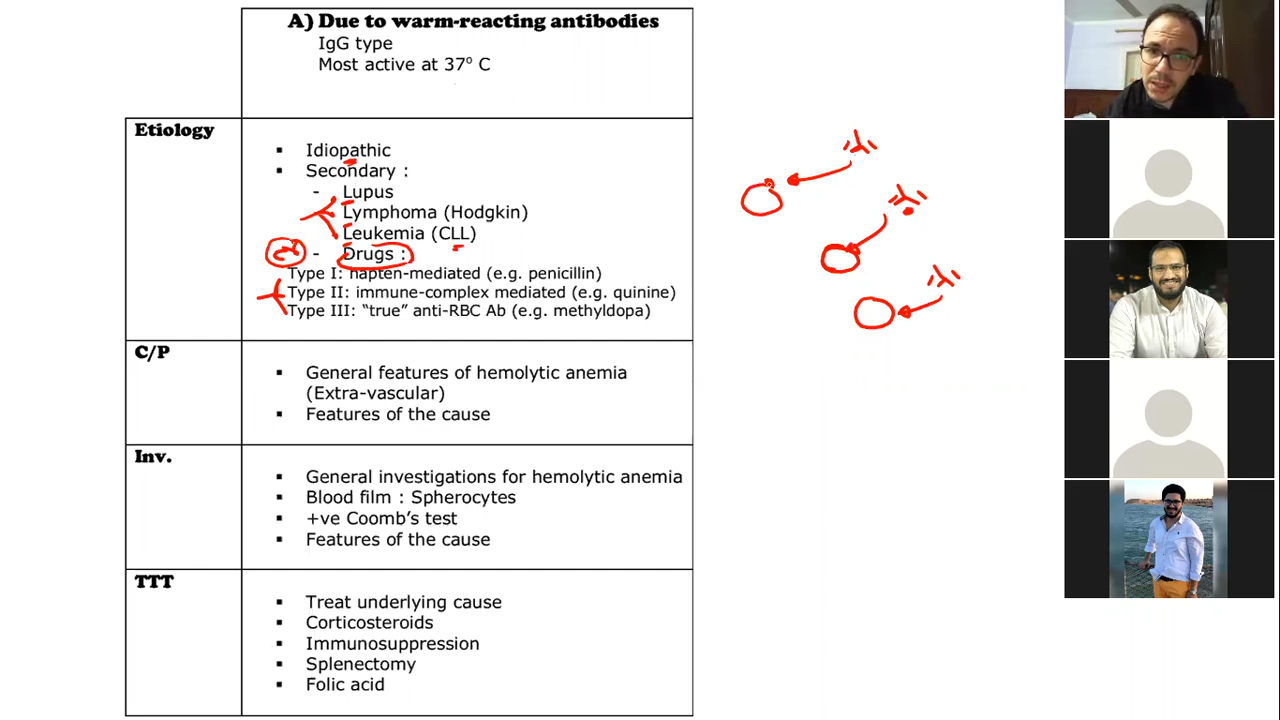 A) Due to warm-reacting antibodies
IgG type
Most active at 37º C
Etiology
▪ Idiopathic
▪ Secondary :
- Lupus
Lymphoma (Hodgkin)
Leukemia (CLL)
- Drugs :
Type I: hapten-mediated (e.g. penicillin)
Type II: immune-complex mediated (e.g. quinine)
Type III: “true” anti-RBC Ab (e.g. methyldopa)
C/P
▪ General features of hemolytic anemia
(Extra-vascular)
▪ Features of the cause
Inv.
▪ General investigations for hemolytic anemia
▪ Blood film : Spherocytes
▪ +ve Coomb’s test
▪ Features of the cause
TTT
▪ Treat underlying cause
▪ Corticosteroids
▪ Immunosuppression
▪ Splenectomy
▪ Folic acid